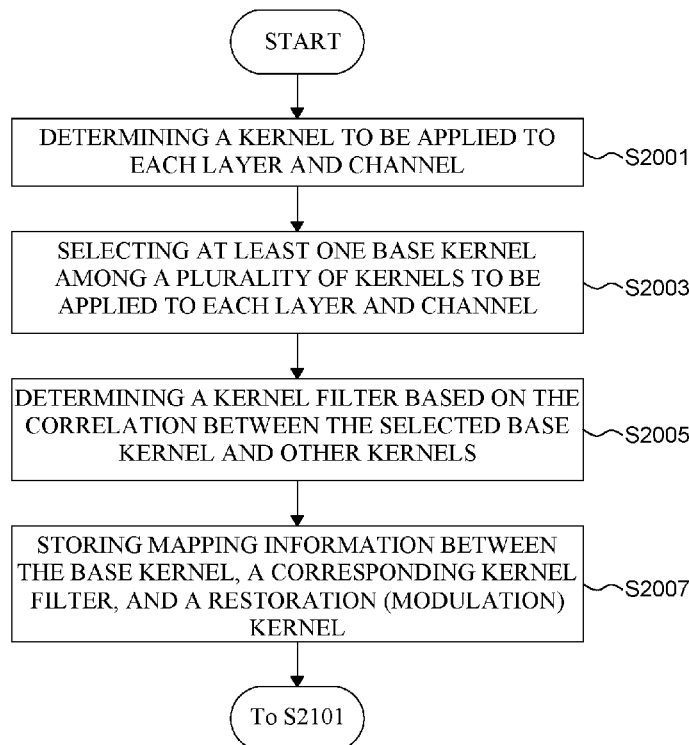 START
DETERMINING A KERNEL TO BE APPLIED TO
EACH LAYER AND CHANNEL
S2001
SELECTING AT LEAST ONE BASE KERNEL
AMONG A PLURALITY OF KERNELS TO BE
APPLIED TO EACH LAYER AND CHANNEL
S2003
DETERMINING A KERNEL FILTER BASED ON THE
CORRELATION BETWEEN THE SELECTED BASE
KERNEL AND OTHER KERNELS
S2005
STORING MAPPING INFORMATION BETWEEN
THE BASE KERNEL, A CORRESPONDING KERNEL
FILTER, AND A RESTORATION (MODULATION)
KERNEL
S2007
To S2101